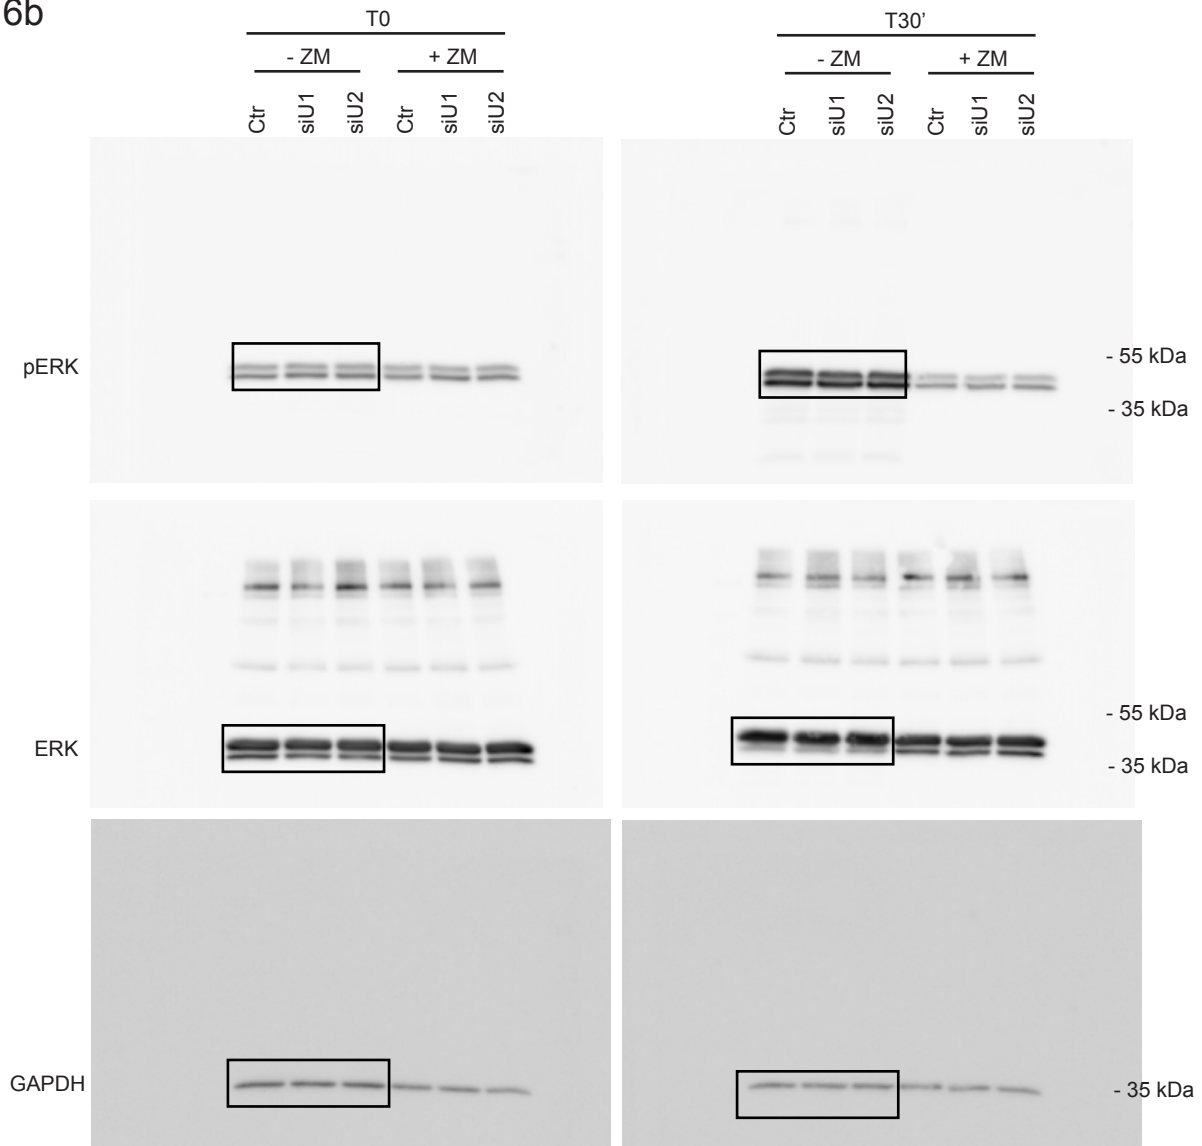 6b
T0
T30’
- ZM
+ ZM
- ZM
+ ZM
Ctr
siU1
siU2
Ctr
siU1
siU2
Ctr
siU1
siU2
Ctr
siU1
siU2
pERK
- 55 kDa
- 35 kDa
ERK
- 55 kDa
- 35 kDa
GAPDH
- 35 kDa